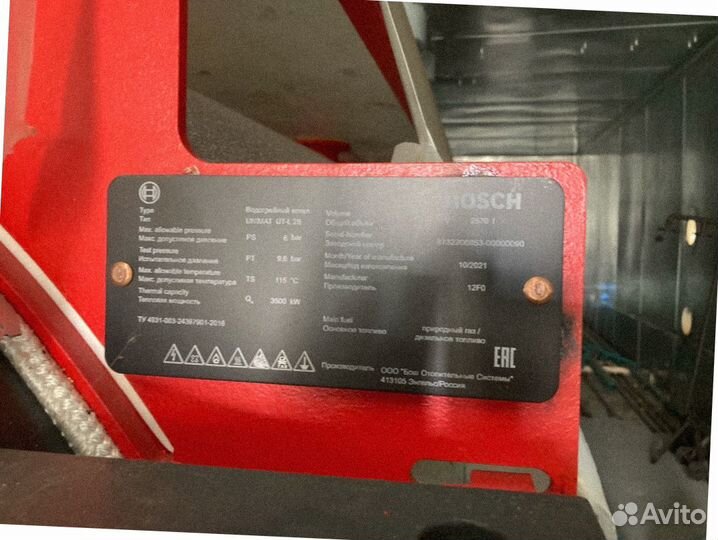 BOSCH
Type Водогрейный котел
Тип UNIMAT UT-L 28
Max. allowable pressure
Макс. допустимое давление PS 6 bar
Test pressure
Испытательное давление PT 9,6 bar
Max. allowable temperature
Макс. допустимая температура TS 115 °C
Thermal capacity
Тепловая мощность Q 3500 kW
ТУ 4931-003-24397901-2016
Volume
Общий объем l
Serial-Number
Заводской номер
Month/Year of manufacture
Месяц/год изготовления 10/2021
Manufacturer
Производитель 12F0
Main fuel природный газ /
Основное топливо дизельное топливо
EAC
Производитель ООО "Бош Отопительные Системы"
413105 Энгельс/Россия
Avito